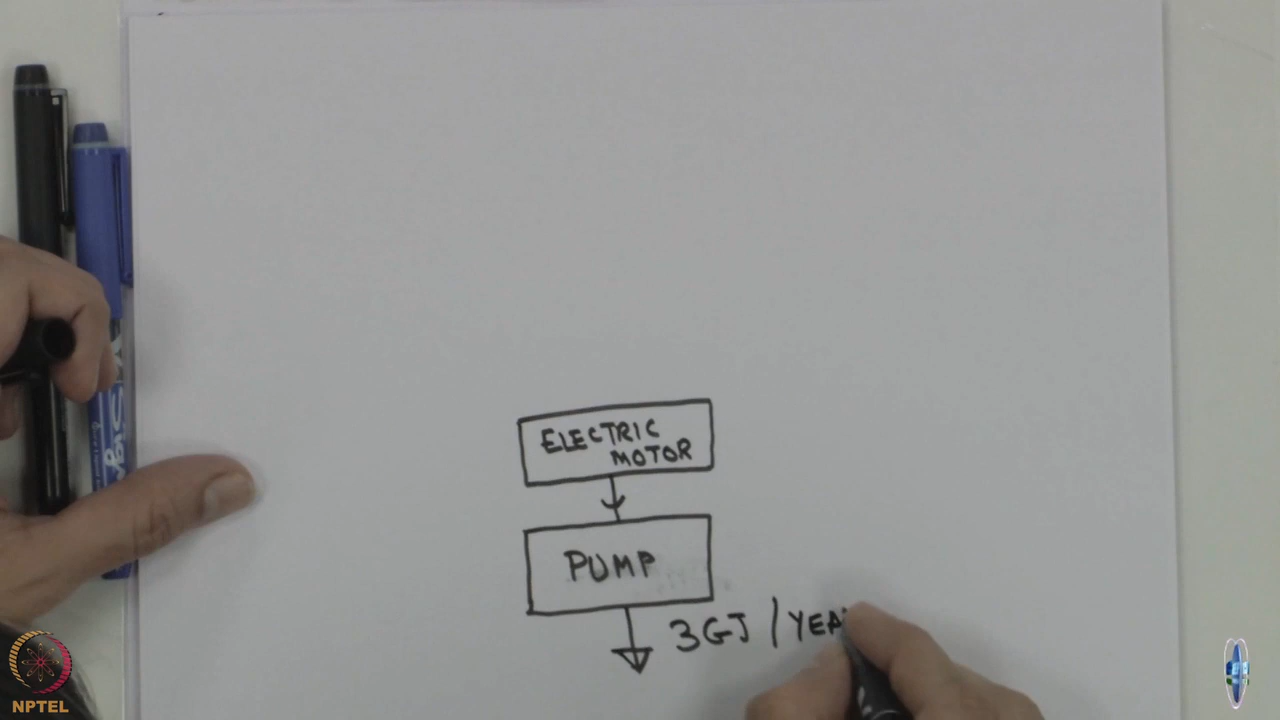 ELECTRIC
MOTOR
PUMP
3GJ / YEA
NPTEL